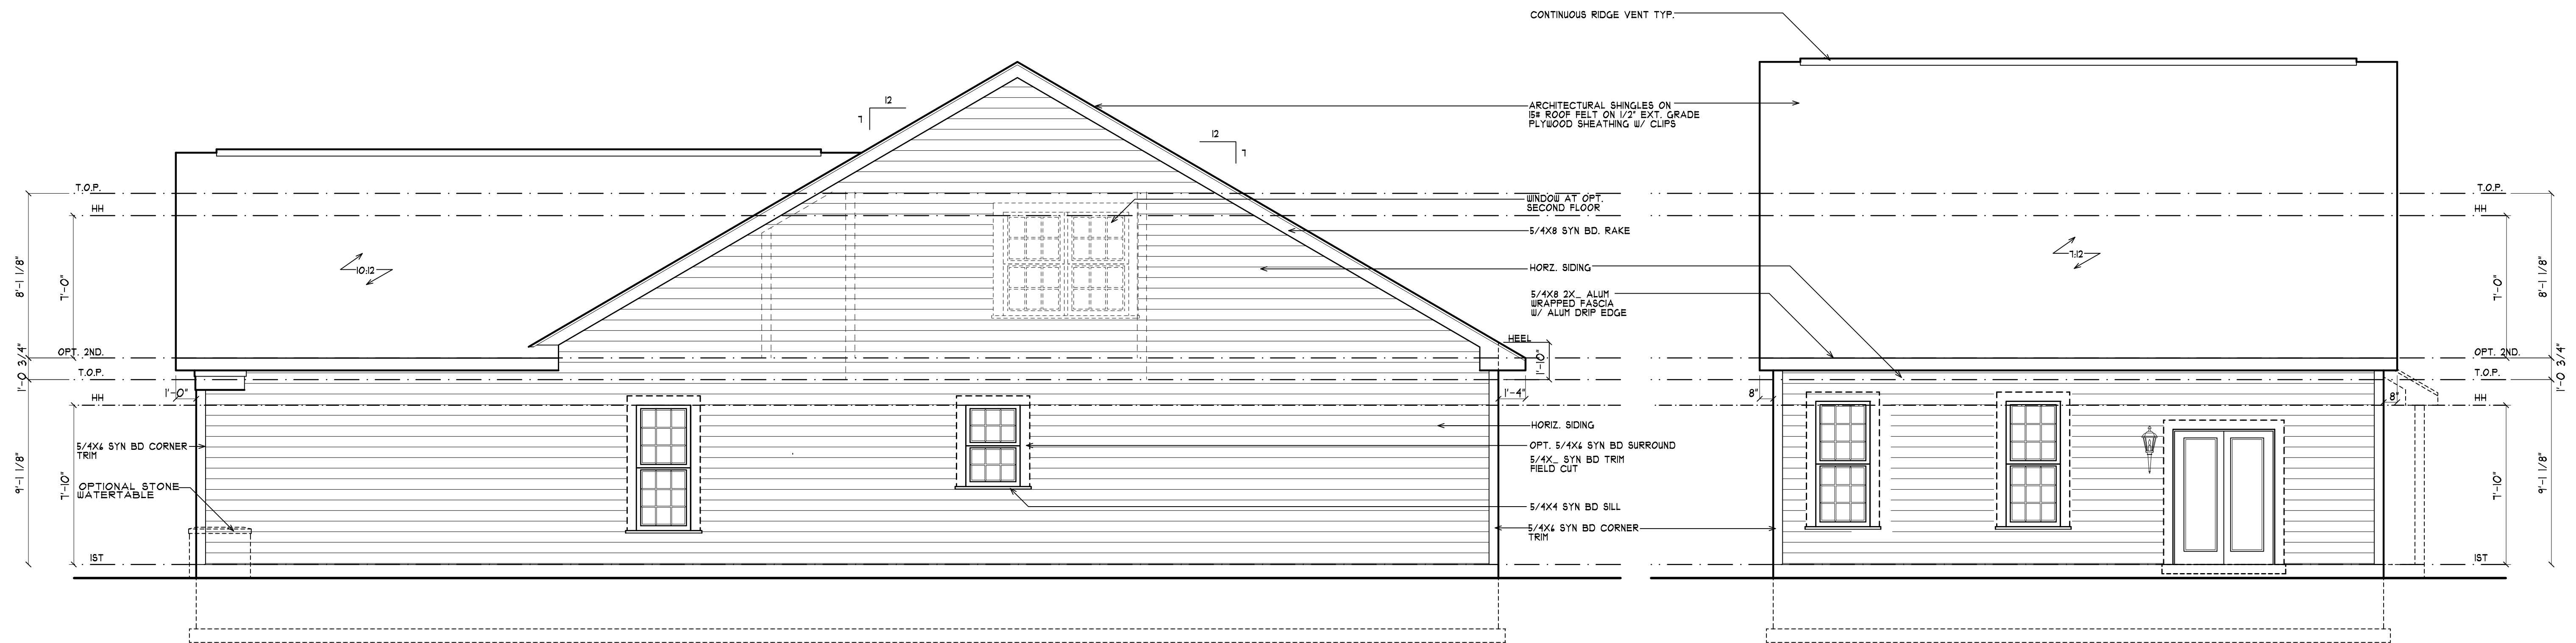 CONTINUOUS RIDGE VENT TYP.
12
7
ARCHITECTURAL SHINGLES ON
15# ROOF FELT ON 1/2" EXT. GRADE
PLYWOOD SHEATHING W/ CLIPS
12
7
T.O.P.
HH
10:12
8'-1 1/8"
7'-0"
WINDOW AT OPT.
SECOND FLOOR
5/4X8 SYN BD. RAKE
HORZ. SIDING
5/4X8 2X_ ALUM
WRAPPED FASCIA
W/ ALUM DRIP EDGE
T.O.P.
HH
7:12
7'-0"
8'-1 1/8"
OPT. 2ND.
1'-0 3/4"
T.O.P.
HH
1'-0"
HEEL
1'-10"
1'-4"
8"
8"
OPT. 2ND.
T.O.P.
1'-0 3/4"
HH
5/4X6 SYN BD CORNER
TRIM
9'-1 1/8"
7'-10"
OPTIONAL STONE
WATERTABLE
1ST
HORIZ. SIDING
OPT. 5/4X6 SYN BD SURROUND
5/4X_ SYN BD TRIM
FIELD CUT
5/4X4 SYN BD SILL
5/4X6 SYN BD CORNER
TRIM
7'-10"
9'-1 1/8"
1ST